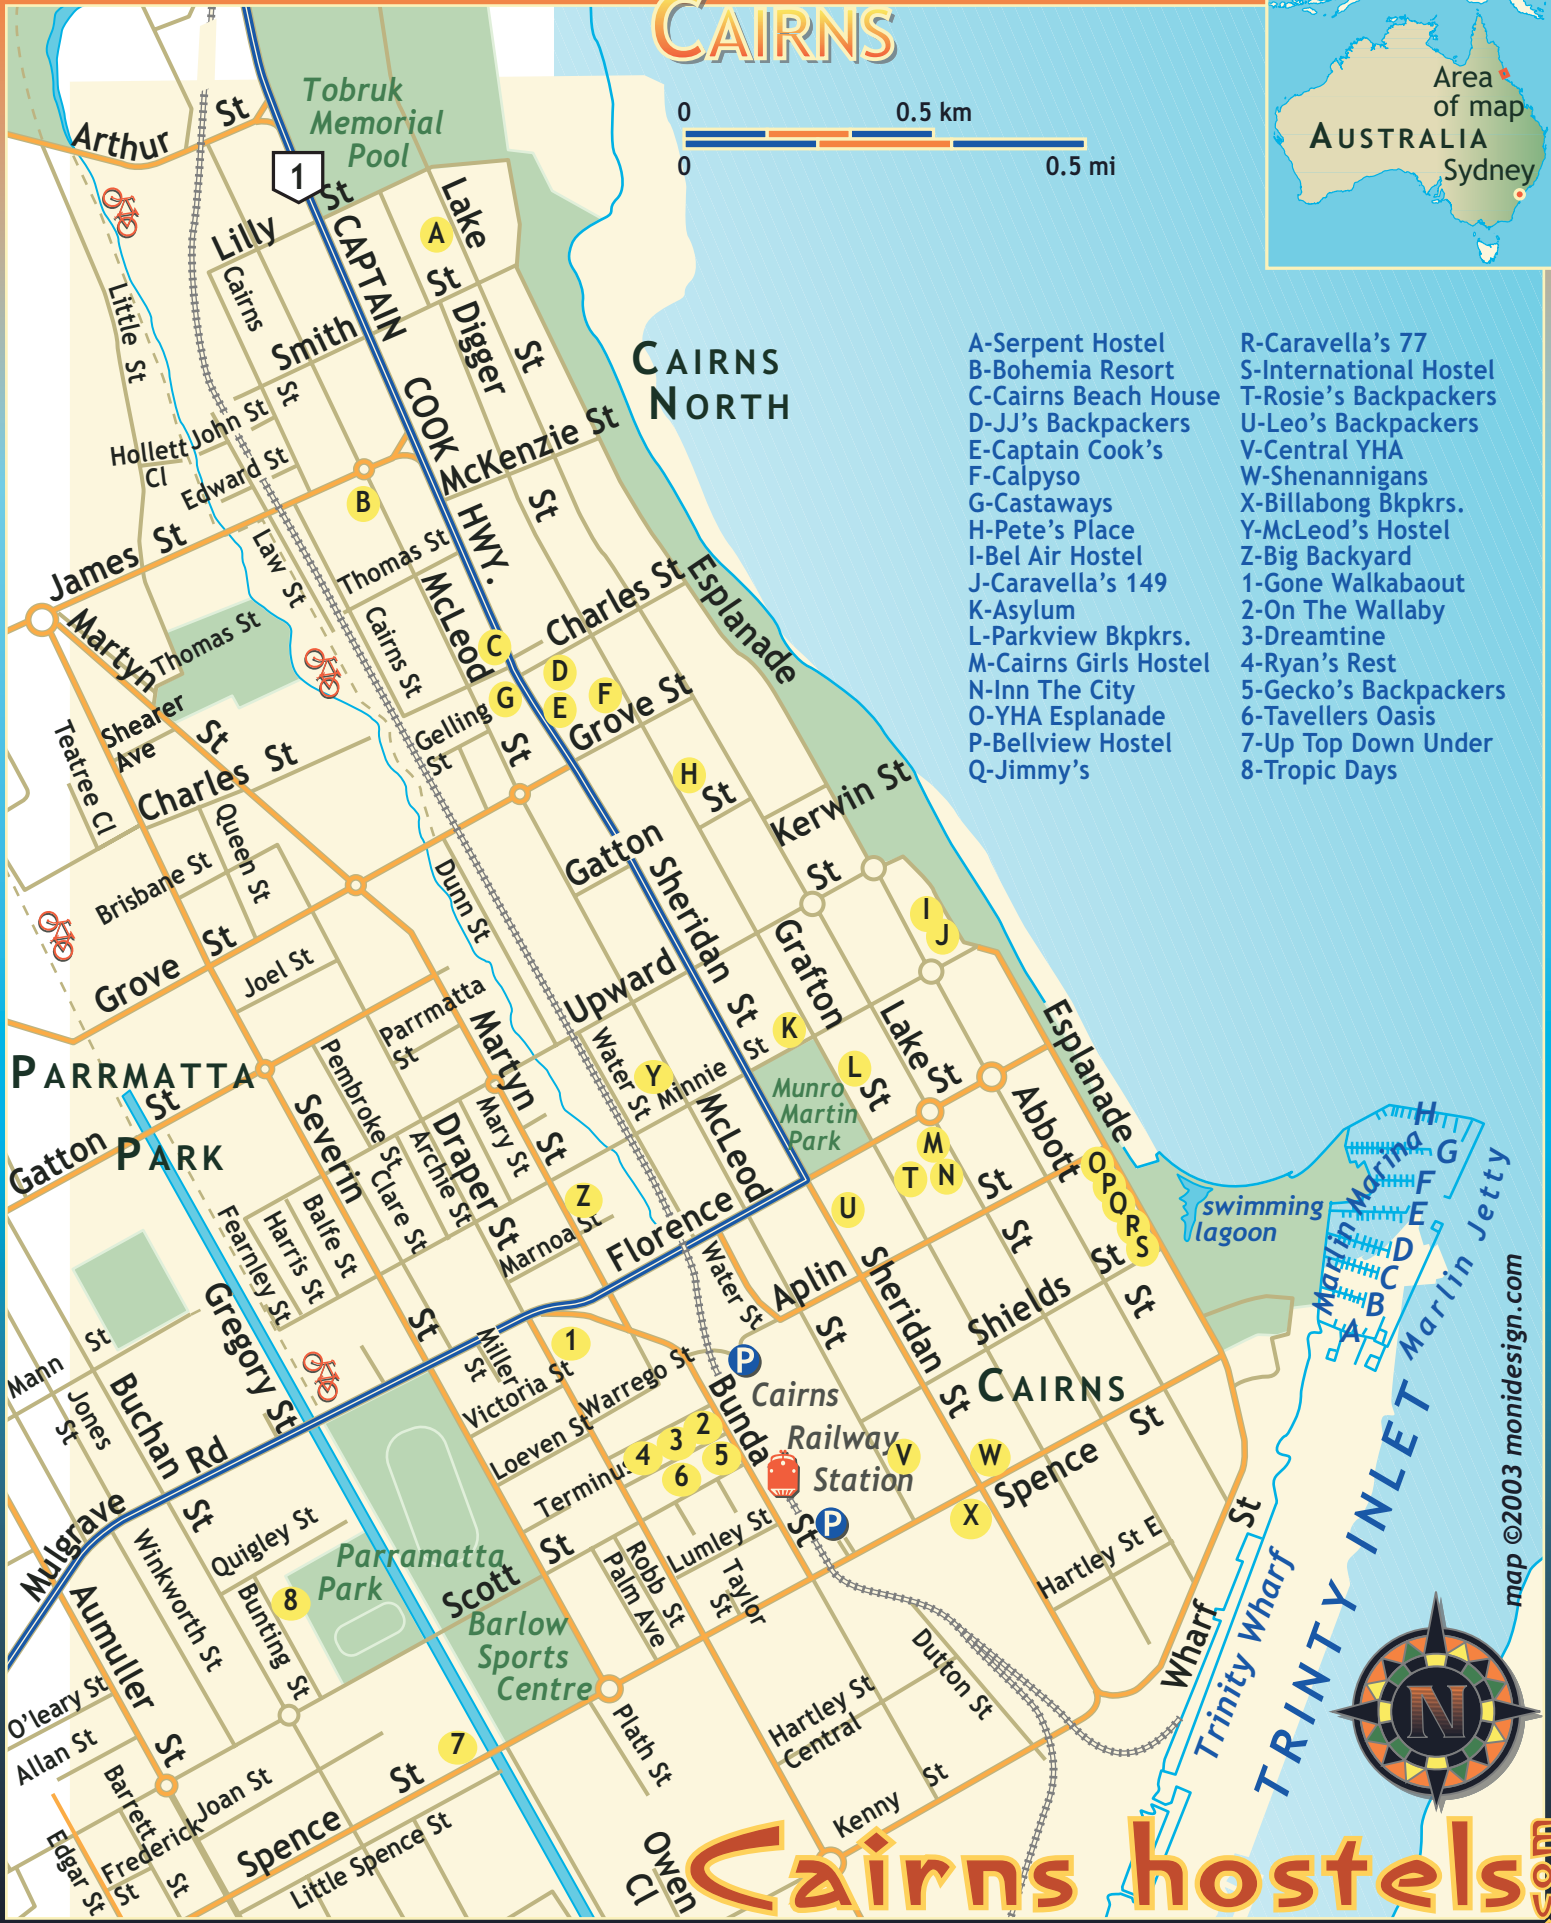 CAIRNS
0 0.5 km
0 0.5 mi
Area
of map
AUSTRALIA
Sydney
A-Serpent Hostel
B-Bohemia Resort
C-Cairns Beach House
D-JJ's Backpackers
E-Captain Cook's
F-Calpyso
G-Castaways
H-Pete's Place
I-Bel Air Hostel
J-Caravella's 149
K-Asylum
L-Parkview Bkpkrs.
M-Cairns Girls Hostel
N-Inn The City
O-YHA Esplanade
P-Bellview Hostel
Q-Jimmy's
R-Caravella's 77
S-International Hostel
T-Rosie's Backpackers
U-Leo's Backpackers
V-Central YHA
W-Shenannigans
X-Billabong Bkpkrs.
Y-McLeod's Hostel
Z-Big Backyard
1-Gone Walkabaout
2-On The Wallaby
3-Dreamtine
4-Ryan's Rest
5-Gecko's Backpackers
6-Tavellers Oasis
7-Up Top Down Under
8-Tropic Days
Tobruk
Memorial
Pool
Arthur St
1
Lilly St
Lake St
A
CAPTAIN COOK HWY.
Cairns St
Little St
Smith St
Digger St
CAIRNS
NORTH
John St
Hollett
Cl
Edward St
McKenzie St
B
James St
Law St
Thomas St
McLeod St
Charles St
Esplanade
Martyn St
Thomas St
Cairns St
C
D
E
F
G
Gelling
St
Grove St
Shearer
Ave
Teatree Cl
Charles St
H
Kerwin St
Queen St
Brisbane St
Gatton St
Dunn St
Sheridan St
I
J
Grafton St
Grove St
Joel St
Upward
Parrmatta
St
Martyn St
Water St
K
Lake St
Esplanade
PARRMATTA
PARK
Y
Minnie St
L
Munro
Martin
Park
Pembroke St
Severin St
Gatton St
Mary St
Draper St
Archie St
Clare St
McLeod St
Abbott St
M
N
T
U
O
P
Q
R
S
Z
Marnoa St
Florence
Balfe St
Harris St
Fearnley St
Gregory St
Water St
Aplin St
Sheridan St
Shields St
swimming
lagoon
Marlin Marina
H
G
F
E
D
C
B
A
Marlin Jetty
Mann St
Jones
St
Buchan St
Miller
St
1
Victoria St
Warrego St
P
Cairns
Railway
Station
Bunda St
CAIRNS
Loeven St
2
3
4
5
6
Terminus
V
W
X
Spence St
Mulgrave Rd
Quigley St
Winkworth St
Parramatta
Park
Scott St
8
Bunting St
Barlow
Sports
Centre
Robb St
Palm Ave
Lumley St
P
Taylor
St
Hartley St E
Wharf St
Trinity Wharf
TRINTY INLET
map ©2003 monidesign.com
Aumuller St
O'leary St
Allan St
Barrett St
Frederick
St
Joan St
Edgar St
7
Spence St
Little Spence St
Plath St
Hartley St
Central
Dutton St
Kenny St
Owen
Cl
N
Cairns hostels.com